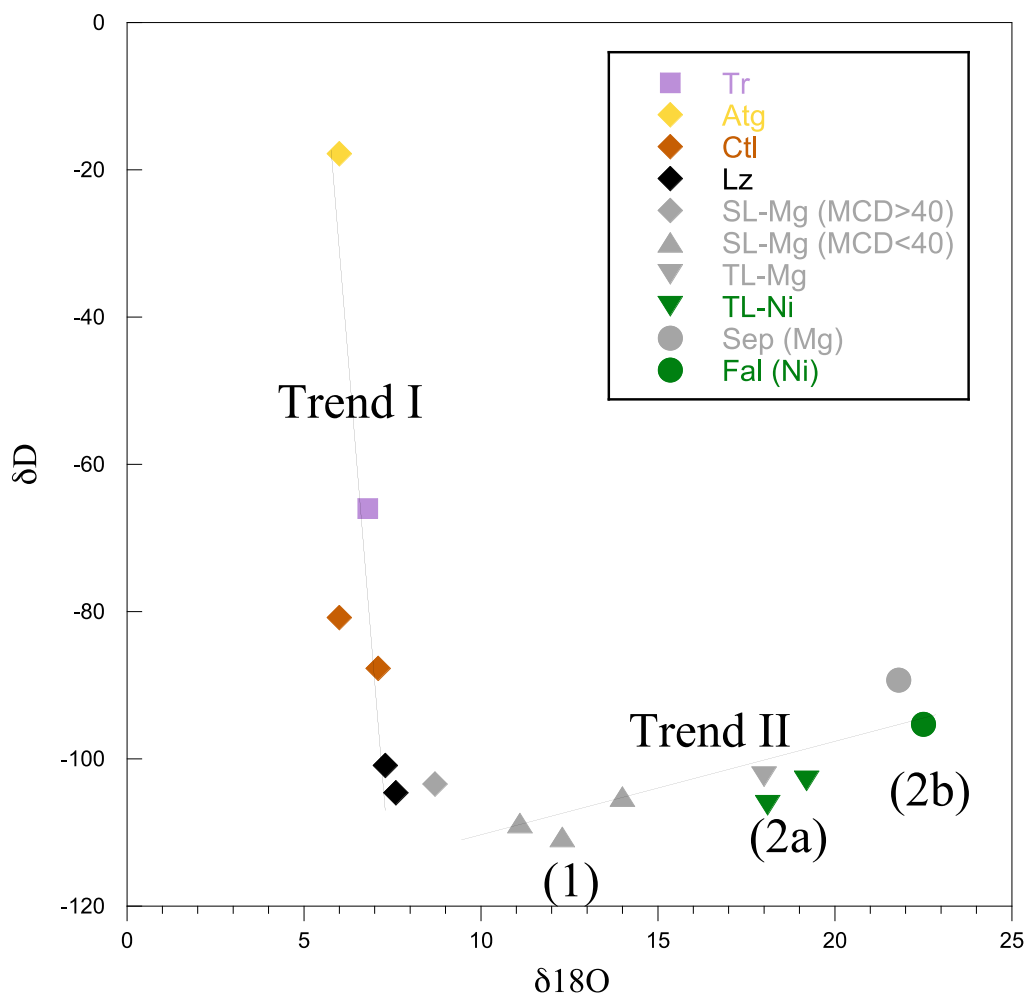 0
-20
-40
-60
-80
-100
-120
δD
Tr
Atg
Ctl
Lz
SL-Mg (MCD>40)
SL-Mg (MCD<40)
TL-Mg
TL-Ni
Sep (Mg)
Fal (Ni)
Trend I
Trend II
(1)
(2a)
(2b)
0 5 10 15 20 25
δ18O